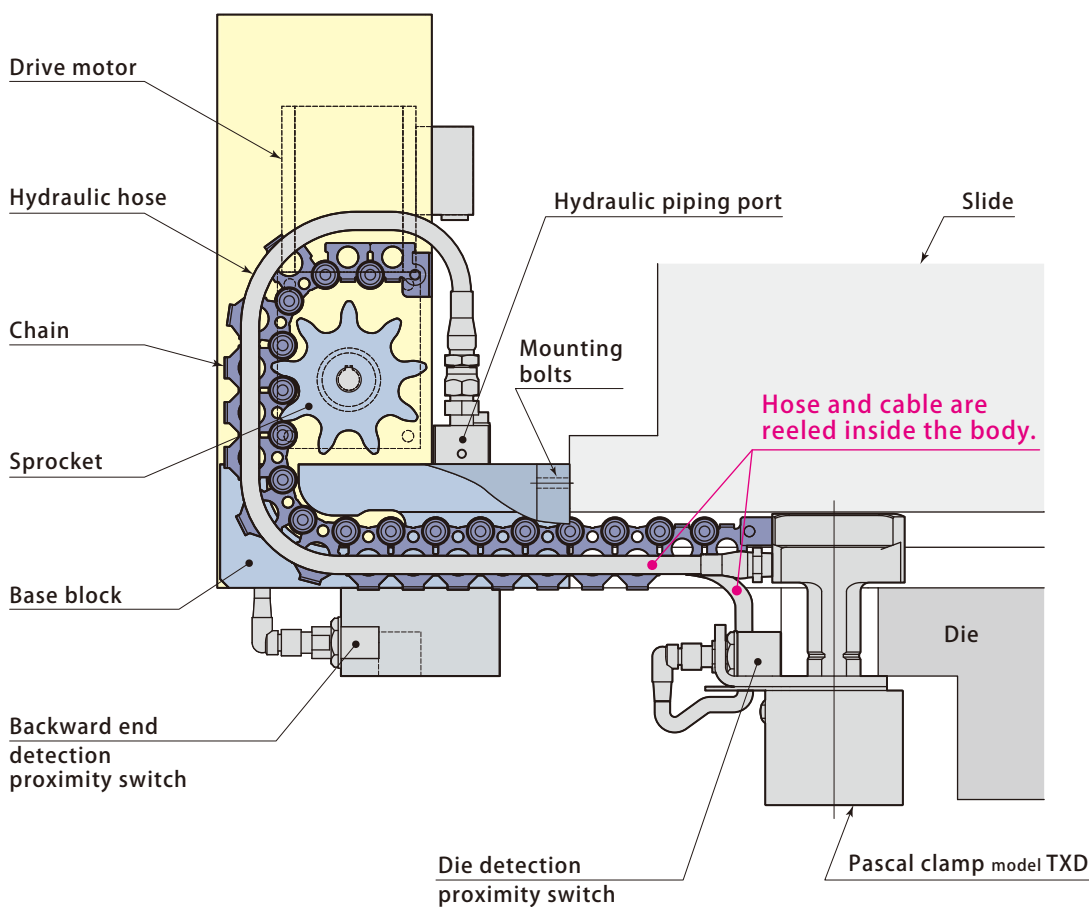 Drive motor
Hydraulic hose
Hydraulic piping port
Slide
Chain
Mounting
bolts
Hose and cable are
reeled inside the body.
Sprocket
Base block
Die
Backward end
detection
proximity switch
Die detection
proximity switch
Pascal clamp model TXD